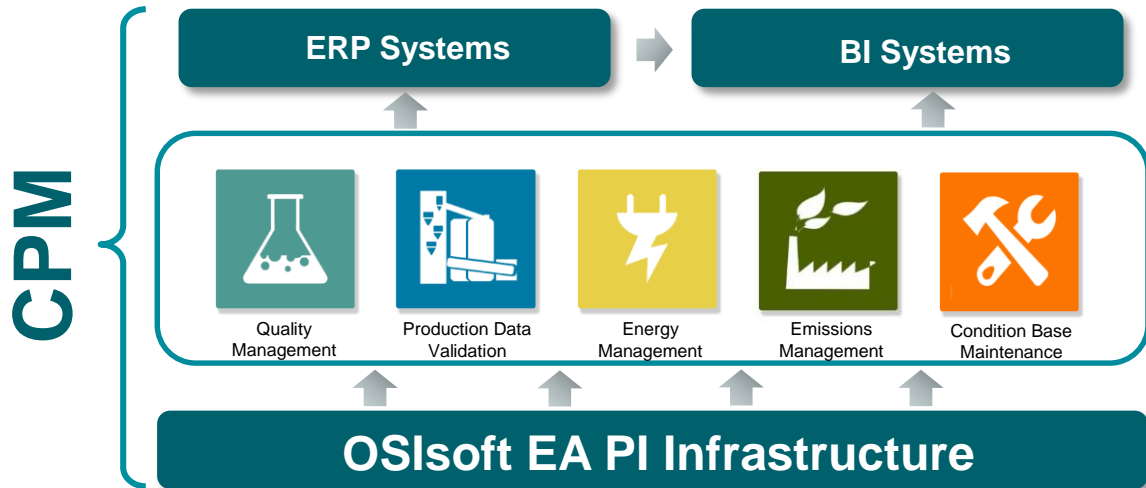 CPM
ERP Systems
BI Systems
Quality
Management
Production Data
Validation
Energy
Management
Emissions
Management
Condition Base
Maintenance
OSIsoft EA PI Infrastructure